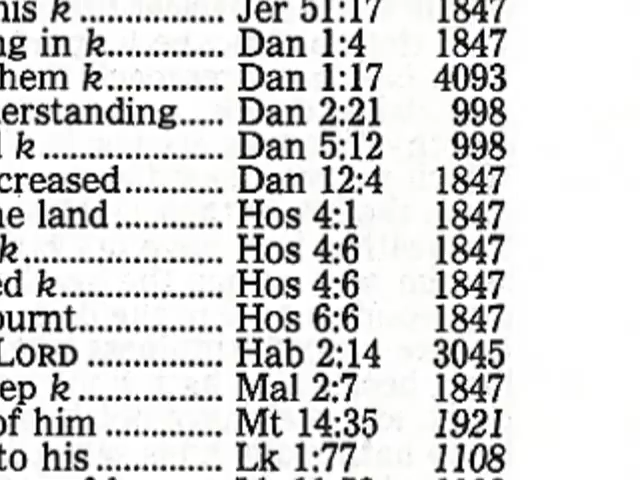 his k ................ Jer 51:17 1847
ng in k ............. Dan 1:4 1847
hem k ............. Dan 1:17 4093
erstanding ..... Dan 2:21 998
k .................... Dan 5:12 998
creased ........... Dan 12:4 1847
e land ............ Hos 4:1 1847
k ...................... Hos 4:6 1847
ed k .................. Hos 4:6 1847
ournt ................ Hos 6:6 1847
LORD ............... Hab 2:14 3045
ep k ................. Mal 2:7 1847
of him ............. Mt 14:35 1921
to his .............. Lk 1:77 1108